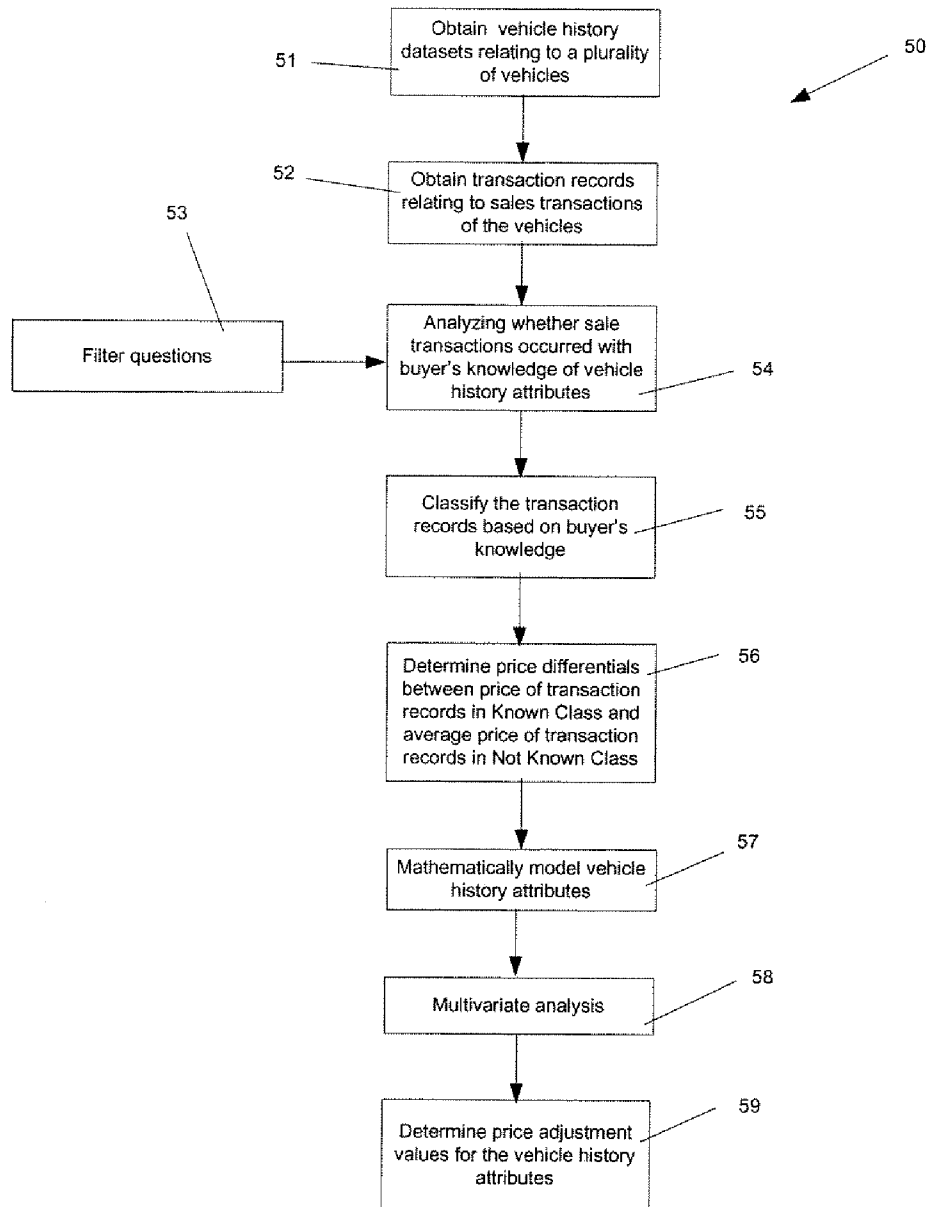 Obtain vehicle history
datasets relating to a plurality
of vehicles
51
50
Obtain transaction records
relating to sales transactions
of the vehicles
52
53
Filter questions
Analyzing whether sale
transactions occurred with
buyer's knowledge of vehicle
history attributes
54
Classify the transaction
records based on buyer's
knowledge
55
Determine price differentials
between price of transaction
records in Known Class and
average price of transaction
records in Not Known Class
56
Mathematically model vehicle
history attributes
57
Multivariate analysis
58
Determine price adjustment
values for the vehicle history
attributes
59